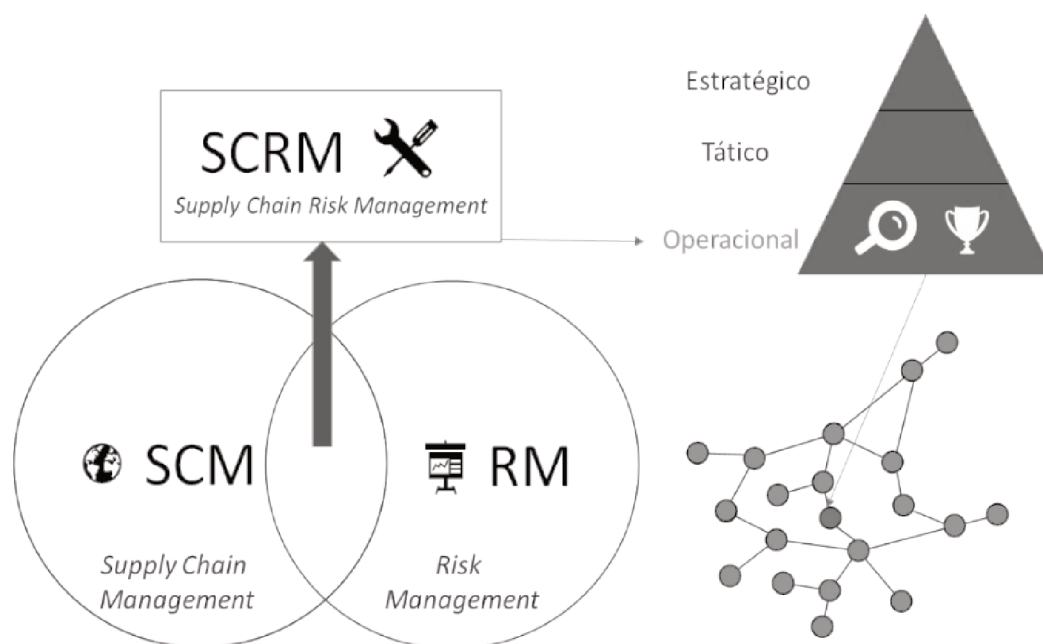 SCRM
Supply Chain Risk Management
Estratégico
Tático
Operacional
SCM
Supply Chain
Management
RM
Risk
Management